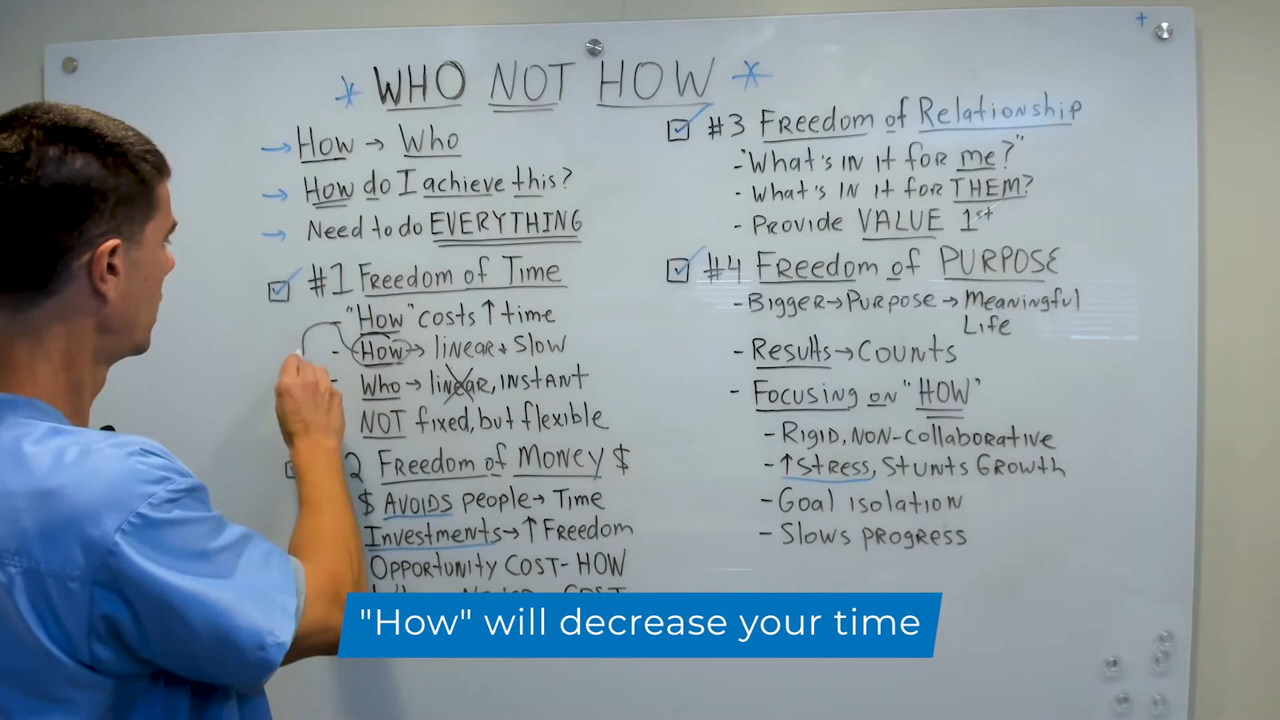 * WHO NOT HOW *
→ How → Who
→ How do I achieve this?
→ Need to do EVERYTHING
#1 Freedom of Time
"How" costs ↑ time
- How → linear + Slow
- Who → linear, INSTANT
NOT fixed, but flexible
2 Freedom of Money $
$ AVOIDS people → Time
Investments → ↑ Freedom
Opportunity COST - HOW
#3 Freedom of Relationship
- "What's IN it for me?"
- What's IN it for THEM?
- Provide VALUE 1st
#4 Freedom of PURPOSE
- Bigger → Purpose → Meaningful
Life
- Results → COUNTS
- Focusing on "HOW"
- Rigid, NON-Collaborative
- ↑ Stress, Stunts Growth
- Goal isolation
- Slows progress
"How" will decrease your time